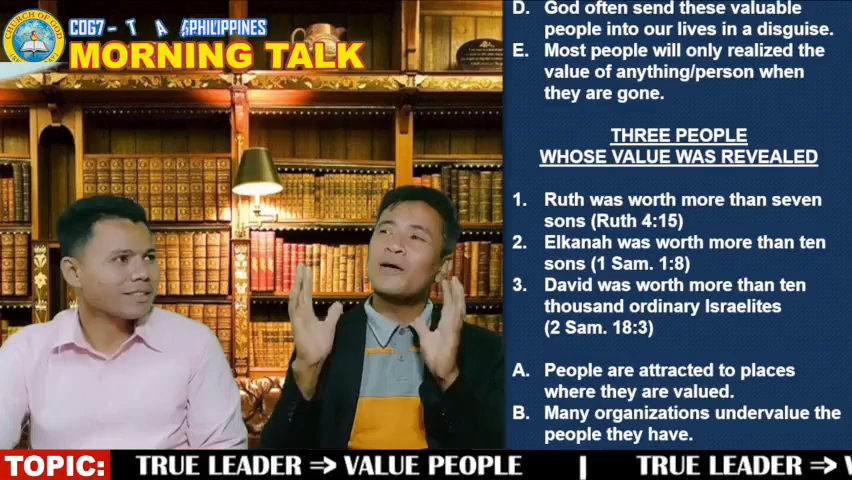 CHURCH OF GOD
COG7 - T A PHILIPPINES
MORNING TALK
D. God often send these valuable
people into our lives in a disguise.
E. Most people will only realized the
value of anything/person when
they are gone.
THREE PEOPLE
WHOSE VALUE WAS REVEALED
1. Ruth was worth more than seven
sons (Ruth 4:15)
2. Elkanah was worth more than ten
sons (1 Sam. 1:8)
3. David was worth more than ten
thousand ordinary Israelites
(2 Sam. 18:3)
A. People are attracted to places
where they are valued.
B. Many organizations undervalue the
people they have.
TOPIC: TRUE LEADER => VALUE PEOPLE | TRUE LEADER => V